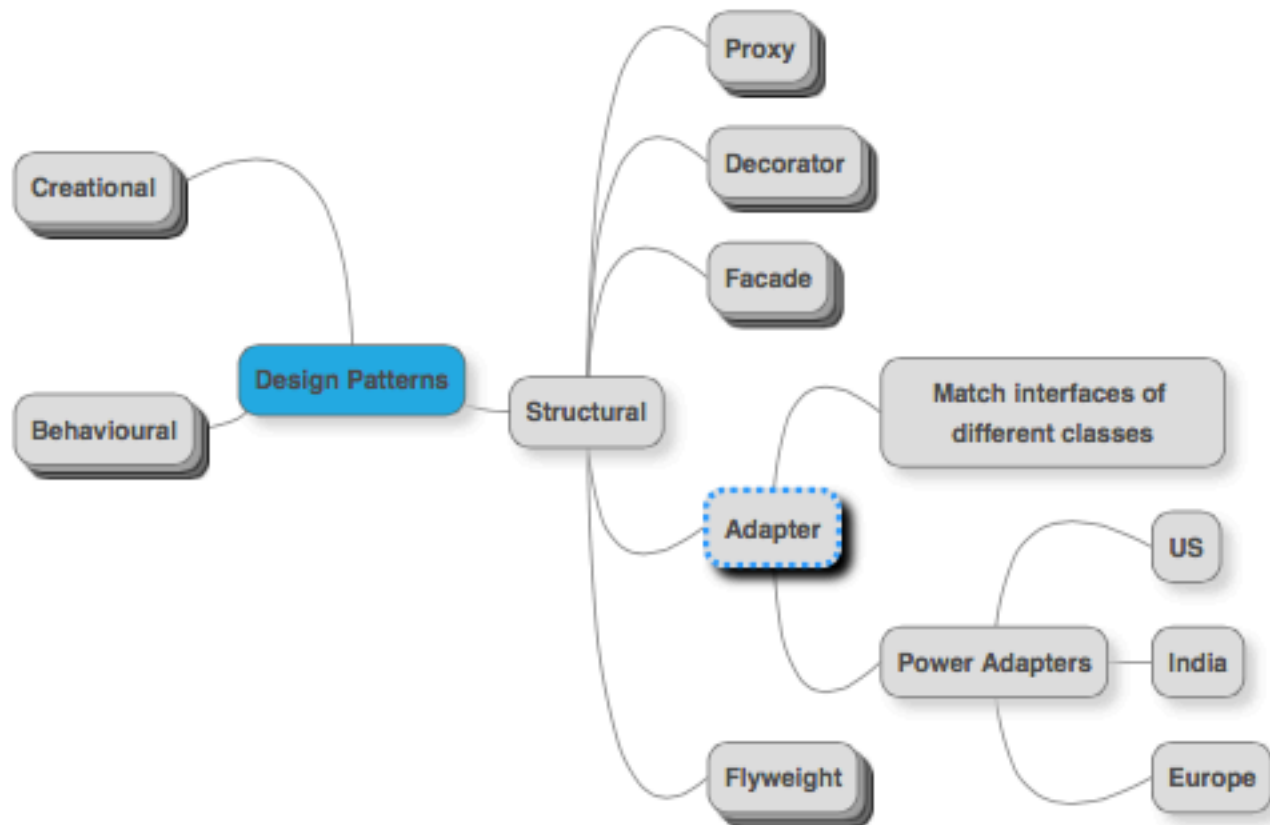 Proxy
Decorator
Facade
Creational
Design Patterns
Structural
Behavioural
Match interfaces of
different classes
Adapter
US
Power Adapters
India
Flyweight
Europe